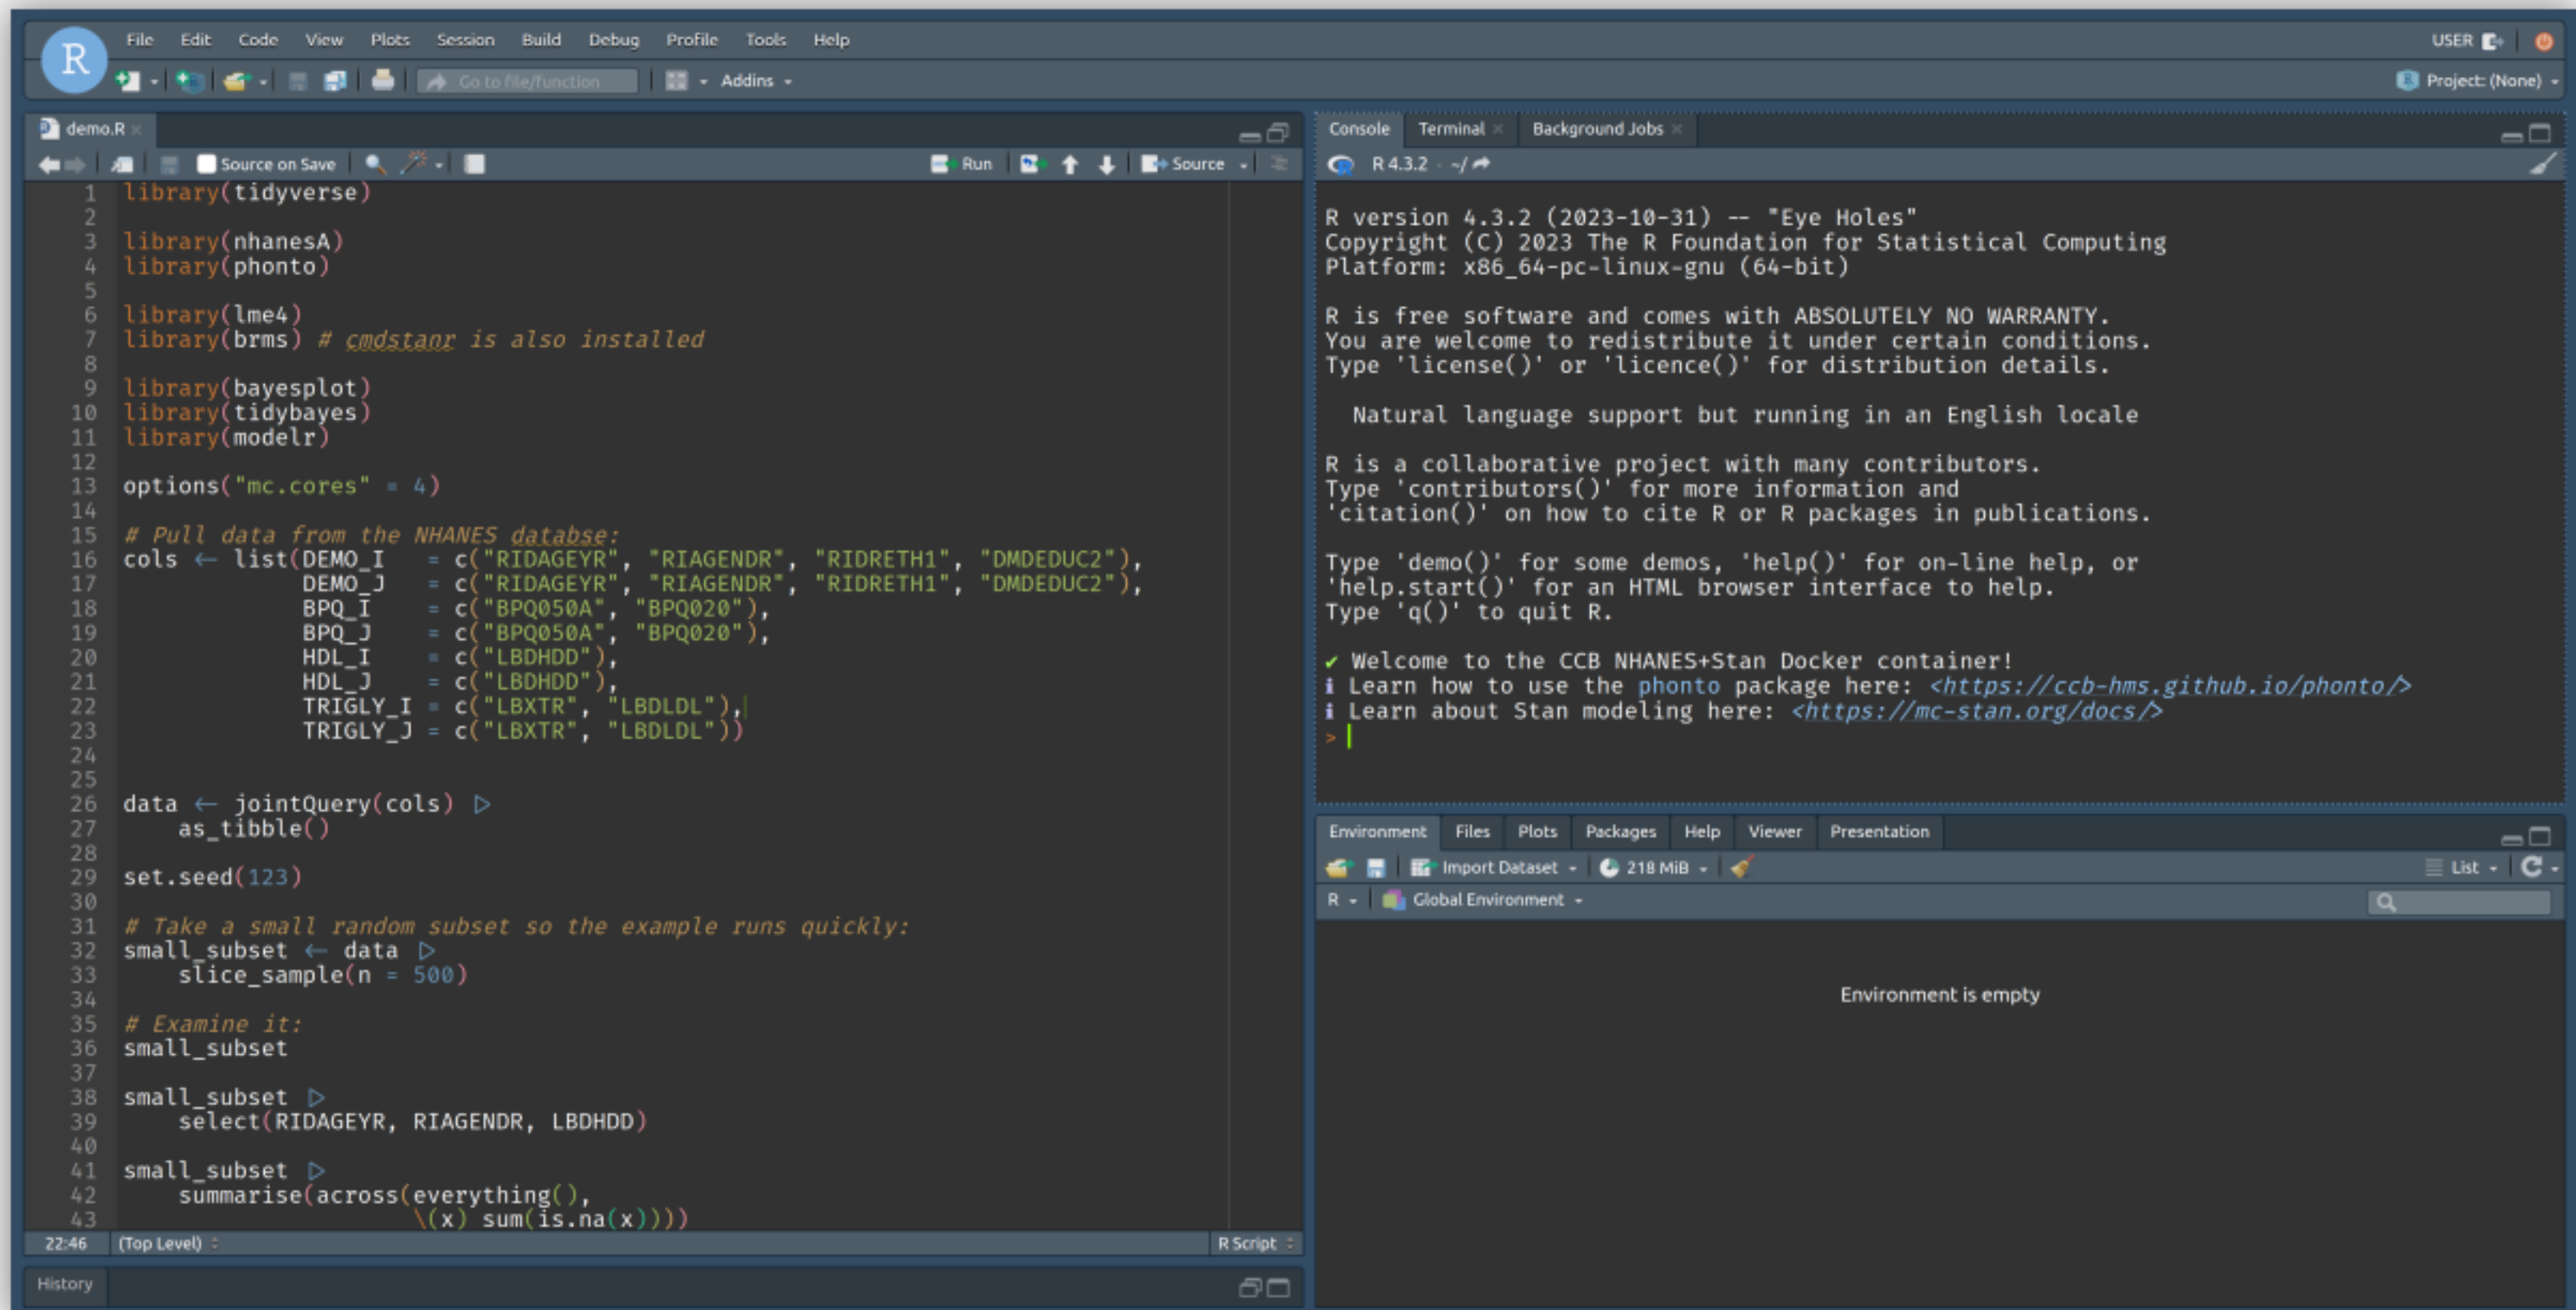 R
File Edit Code View Plots Session Build Debug Profile Tools Help
USER
Go to file/function
Addins
Project: (None)
demo.R
Source on Save
Run
Source
1 library(tidyverse)
2
3 library(nhanesA)
4 library(phonto)
5
6 library(lme4)
7 library(brms) # cmdstanr is also installed
8
9 library(bayesplot)
10 library(tidybayes)
11 library(modelr)
12
13 options("mc.cores" = 4)
14
15 # Pull data from the NHANES databse:
16 cols ← list(DEMO_I   = c("RIDAGEYR", "RIAGENDR", "RIDRETH1", "DMDEDUC2"),
17              DEMO_J   = c("RIDAGEYR", "RIAGENDR", "RIDRETH1", "DMDEDUC2"),
18              BPQ_I    = c("BPQ050A", "BPQ020"),
19              BPQ_J    = c("BPQ050A", "BPQ020"),
20              HDL_I    = c("LBDHDD"),
21              HDL_J    = c("LBDHDD"),
22              TRIGLY_I = c("LBXTR", "LBDLDL"),
23              TRIGLY_J = c("LBXTR", "LBDLDL"))
24
25
26 data ← jointQuery(cols) ▷
27     as_tibble()
28
29 set.seed(123)
30
31 # Take a small random subset so the example runs quickly:
32 small_subset ← data ▷
33     slice_sample(n = 500)
34
35 # Examine it:
36 small_subset
37
38 small_subset ▷
39     select(RIDAGEYR, RIAGENDR, LBDHDD)
40
41 small_subset ▷
42     summarise(across(everything(),
43                      \(x) sum(is.na(x))))
22:46 (Top Level)
R Script
History
Console Terminal Background Jobs
R 4.3.2 · ~/
R version 4.3.2 (2023-10-31) -- "Eye Holes"
Copyright (C) 2023 The R Foundation for Statistical Computing
Platform: x86_64-pc-linux-gnu (64-bit)
R is free software and comes with ABSOLUTELY NO WARRANTY.
You are welcome to redistribute it under certain conditions.
Type 'license()' or 'licence()' for distribution details.
Natural language support but running in an English locale
R is a collaborative project with many contributors.
Type 'contributors()' for more information and
'citation()' on how to cite R or R packages in publications.
Type 'demo()' for some demos, 'help()' for on-line help, or
'help.start()' for an HTML browser interface to help.
Type 'q()' to quit R.
✔ Welcome to the CCB NHANES+Stan Docker container!
ℹ Learn how to use the phonto package here: <https://ccb-hms.github.io/phonto/>
ℹ Learn about Stan modeling here: <https://mc-stan.org/docs/>
>
Environment Files Plots Packages Help Viewer Presentation
Import Dataset
218 MiB
List
R
Global Environment
Environment is empty